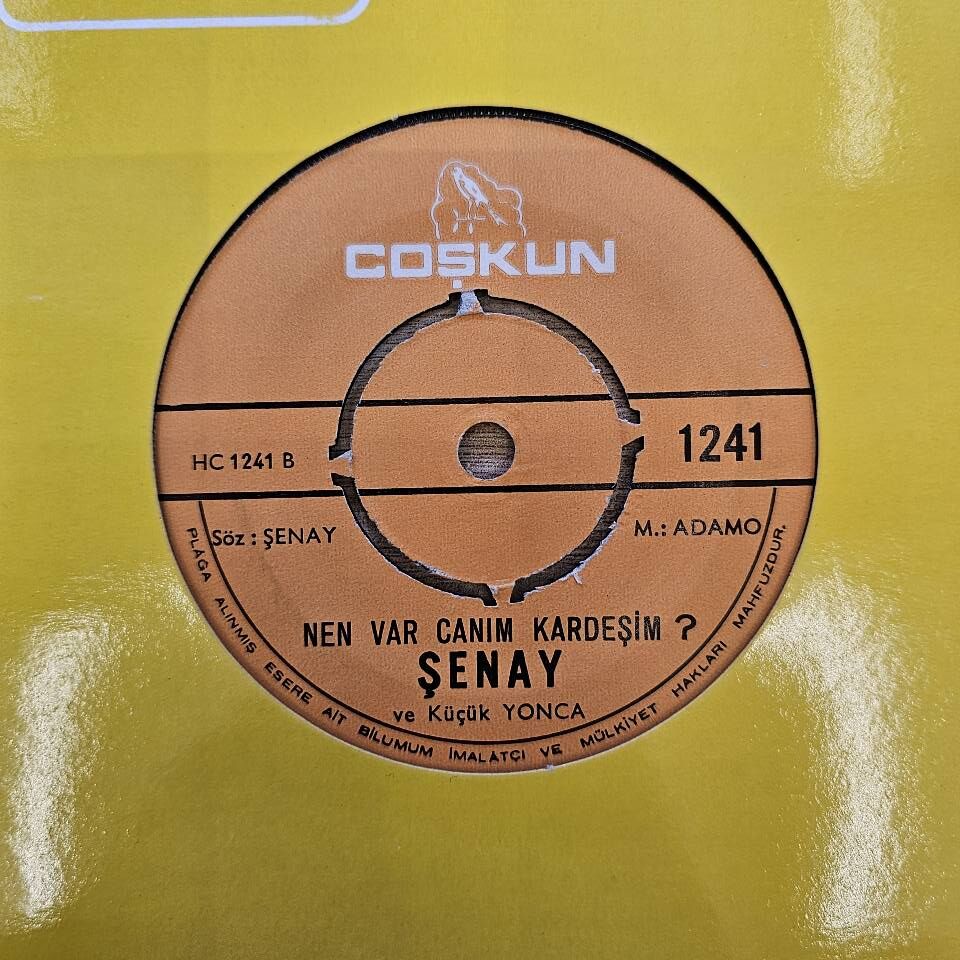 COŞKUN
HC 1241 B
1241
Söz : ŞENAY
M.: ADAMO
NEN VAR CANIM KARDEŞİM ?
ŞENAY
ve Küçük YONCA
PLAĞA ALINMIŞ ESERE AİT BİLUMUM İMALATÇI VE MÜLKİYET HAKLARI MAHFUZDUR.